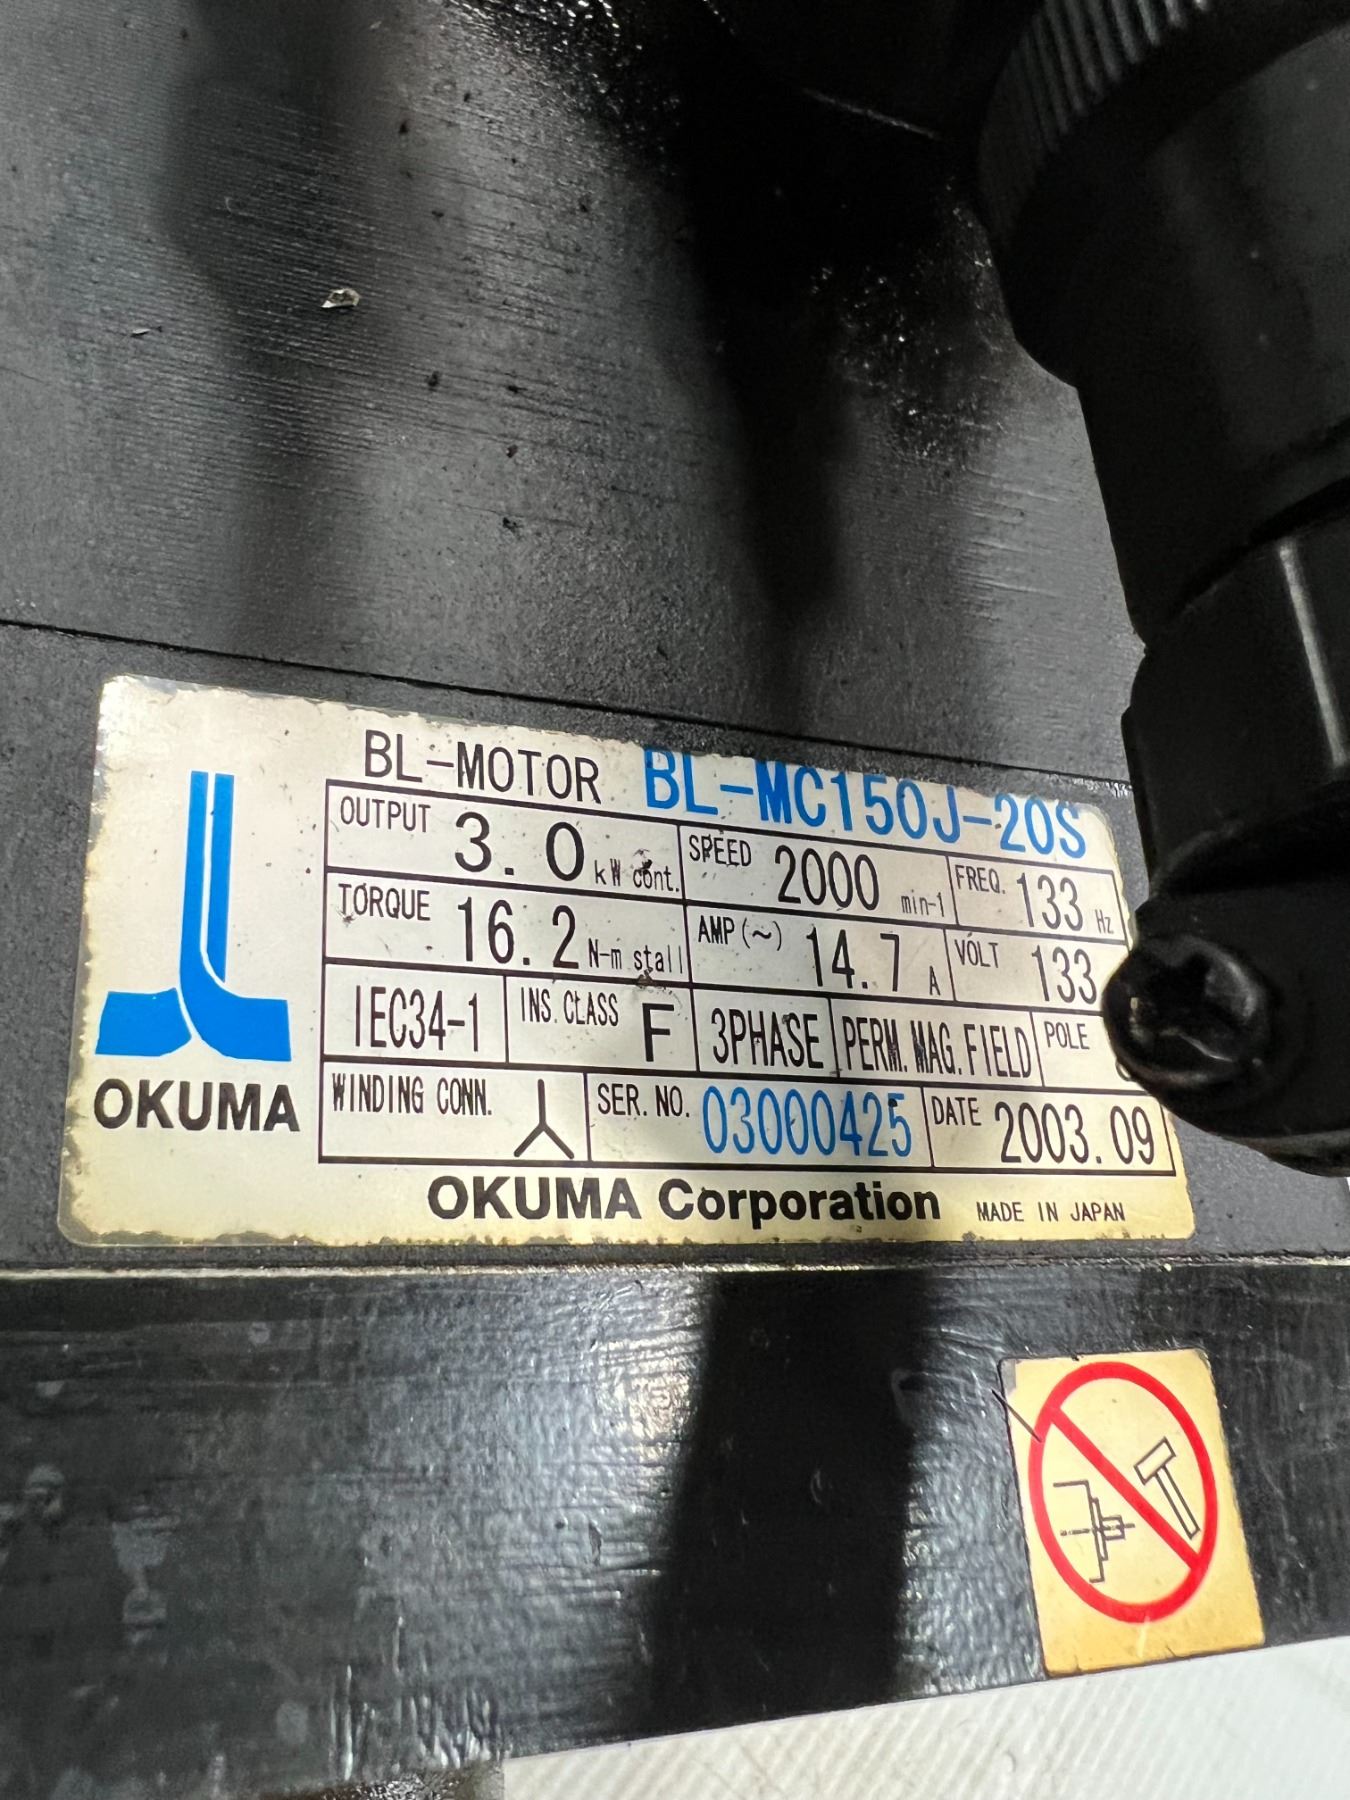 BL-MOTOR BL-MC150J-20S
OUTPUT 3.0 kW cont. SPEED 2000 min-1 FREQ. 133 Hz
TORQUE 16.2 N-m stall AMP(~) 14.7 A VOLT 133
IEC34-1 INS. CLASS F 3PHASE PERM. MAG. FIELD POLE
WINDING CONN. SER. NO. 03000425 DATE 2003.09
OKUMA
OKUMA Corporation MADE IN JAPAN